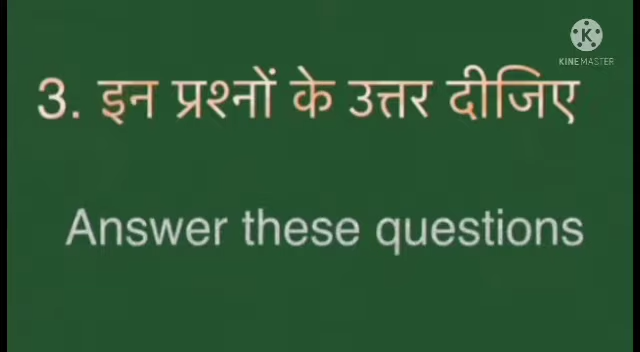 KINEMASTER
3. इन प्रश्नों के उत्तर दीजिए
Answer these questions